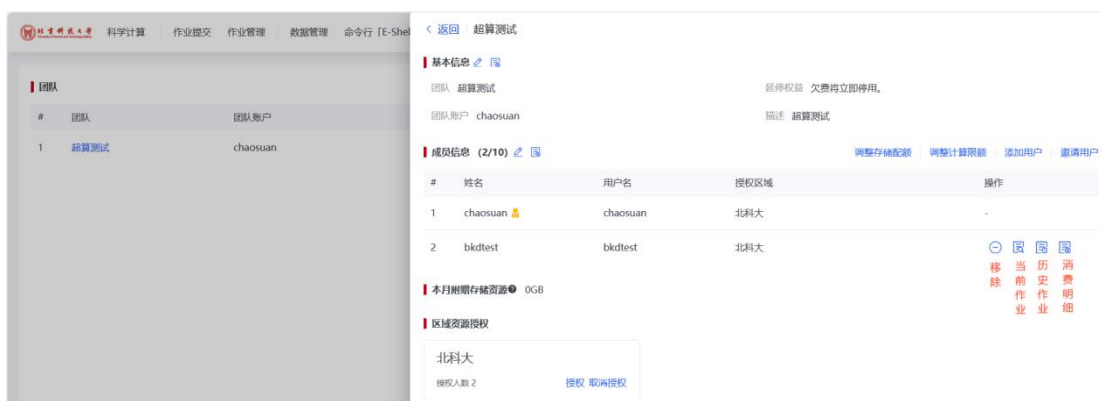 北京科技大学 科学计算 作业提交 作业管理 数据管理 命令行 [E-Shel
< 返回 超算测试
基本信息
团队 超算测试 延停权益 欠费将立即停用。
团队账户 chaosuan 描述 超算测试
团队
# 团队 团队账户
1 超算测试 chaosuan
成员信息 (2/10) 调整存储配额 调整计算限额 添加用户 邀请用户
# 姓名 用户名 授权区域 操作
1 chaosuan chaosuan 北科大 -
2 bkdtest bkdtest 北科大
移除
当前作业
历史作业
消费明细
本月附赠存储资源 0GB
区域资源授权
北科大
授权人数 2 授权 取消授权